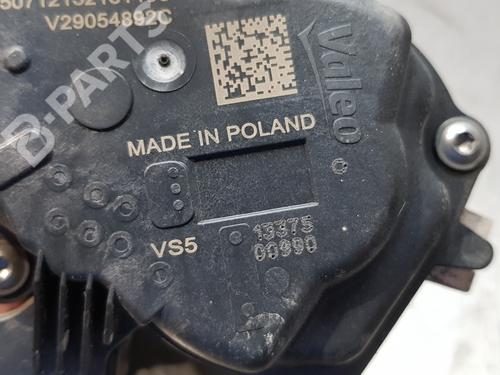 V29054892C
Valeo
MADE IN POLAND
VS5
13375
00990
B-PARTS